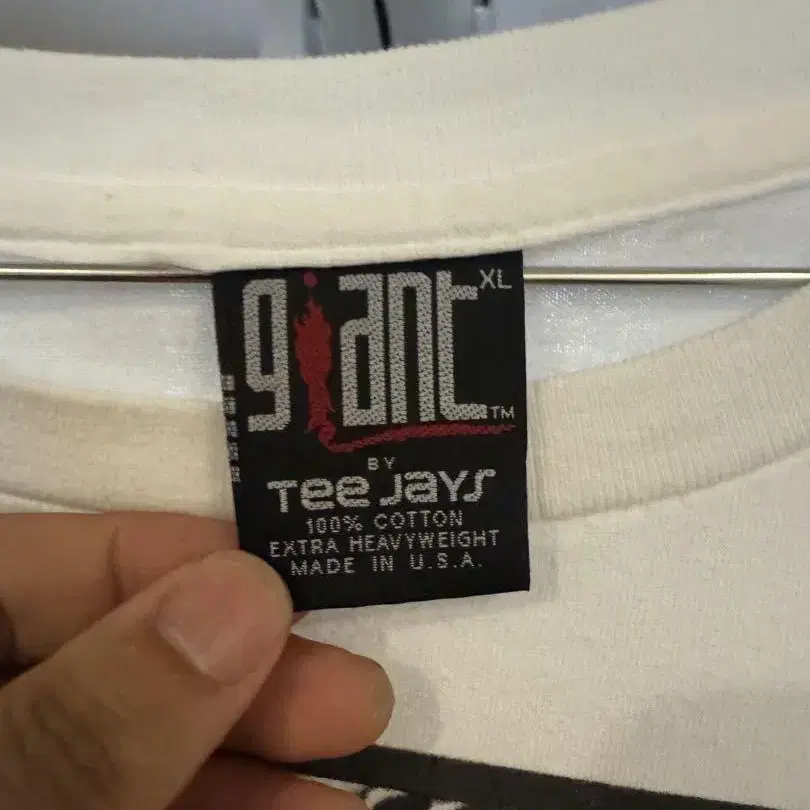 giant XL
TM
BY
Tee Jays
100% COTTON
EXTRA HEAVYWEIGHT
MADE IN U.S.A.